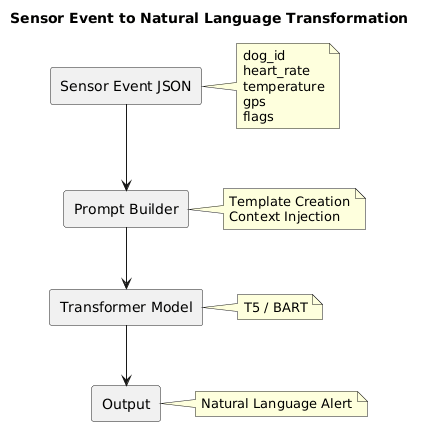 Sensor Event to Natural Language Transformation
Sensor Event JSON
dog_id
heart_rate
temperature
gps
flags
Prompt Builder
Template Creation
Context Injection
Transformer Model
T5 / BART
Output
Natural Language Alert